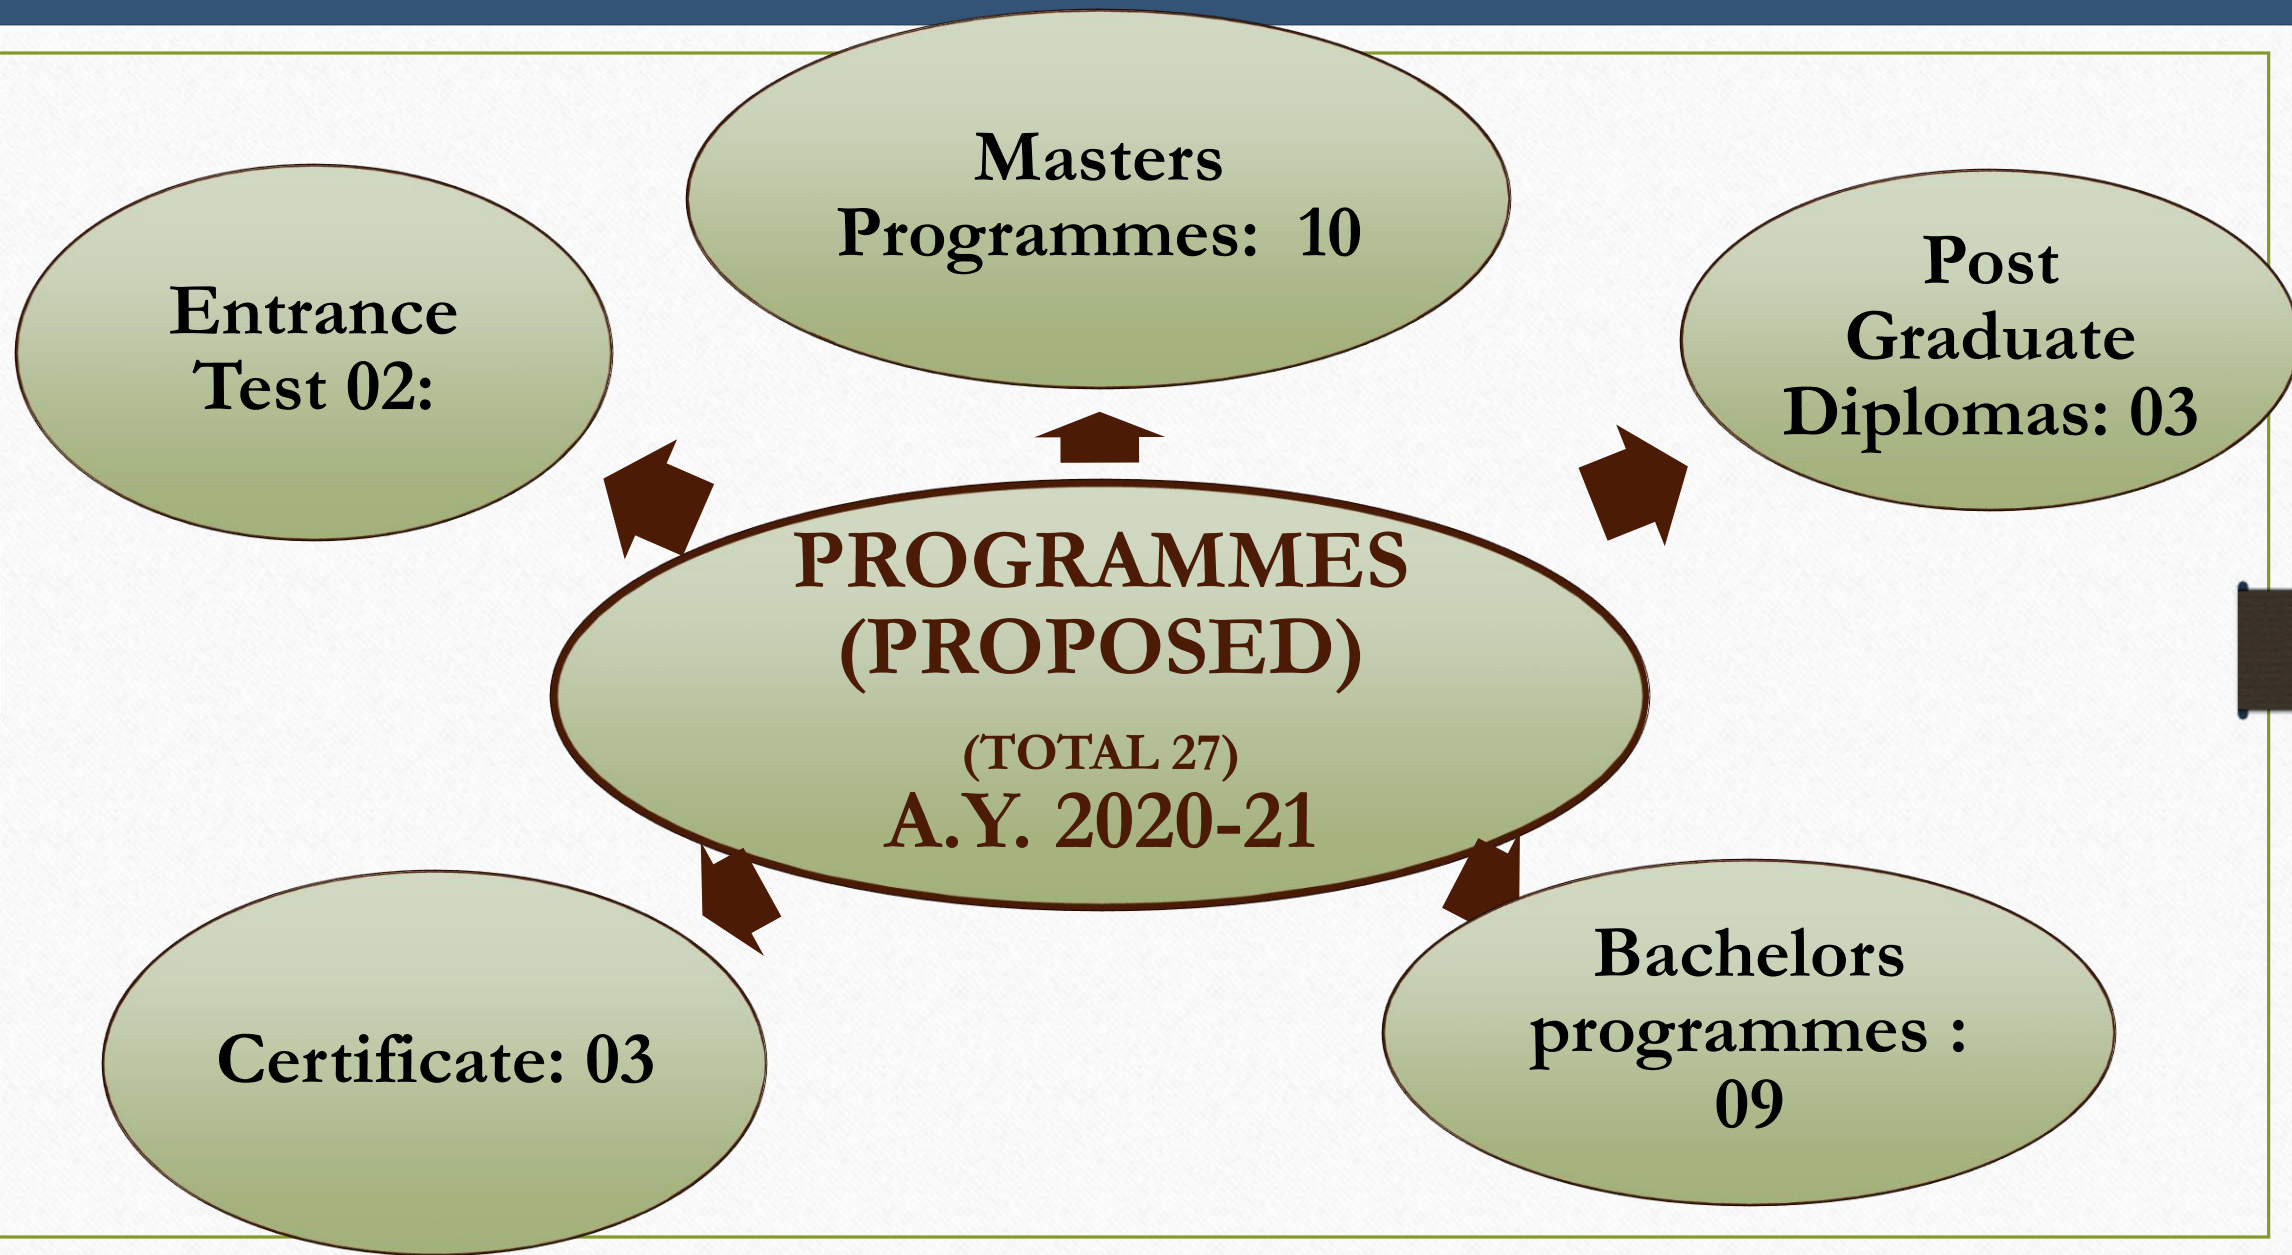 Masters
Programmes:  10
Entrance
Test 02:
Post
Graduate
Diplomas: 03
PROGRAMMES
(PROPOSED)
(TOTAL 27)
A.Y. 2020-21
Certificate: 03
Bachelors
programmes :
09